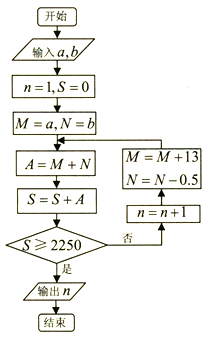 开始
输入a,b
n=1,S=0
M=a,N=b
A=M+N
M=M+13
N=N-0.5
S=S+A
n=n+1
S≥2250
否
是
输出n
结束